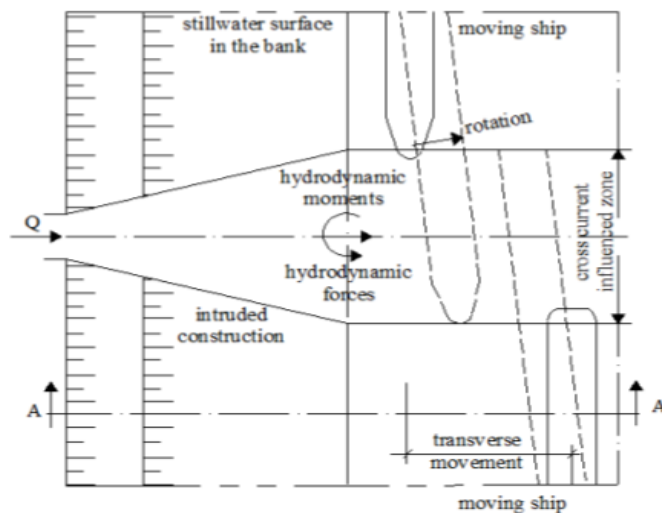 stillwater surface
in the bank
moving ship
rotation
hydrodynamic
moments
Q
cross current
influenced zone
hydrodynamic
forces
intruded
construction
A
A
transverse
movement
moving ship